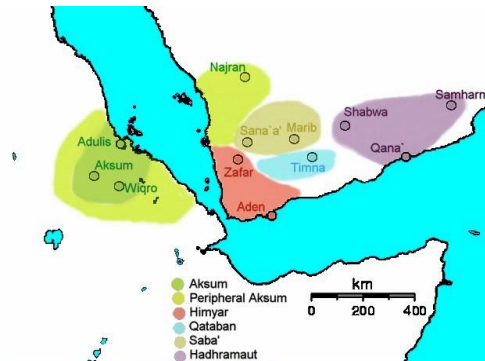 Najran
Samharm
Shabwa
Sana`a'
Marib
Adulis
Qana`
Zafar
Timna
Aksum
Wiqro
Aden
km
0 200 400
Aksum
Peripheral Aksum
Himyar
Qataban
Saba'
Hadhramaut